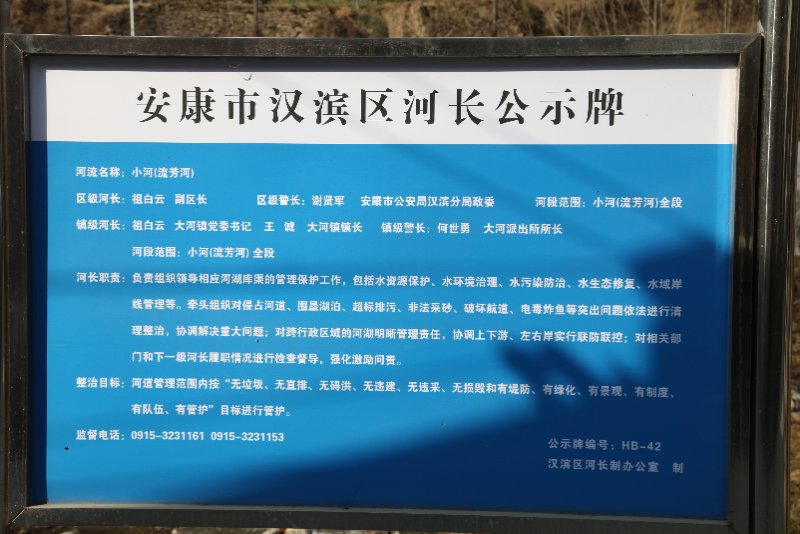 安康市汉滨区河长公示牌
河流名称：小河(流芳河)
区级河长：祖白云 副区长 区级警长：谢贤军 安康市公安局汉滨分局政委 河段范围：小河(流芳河)全段
镇级河长：祖白云 大河镇党委书记 王 诚 大河镇镇长 镇级警长：何世勇 大河派出所所长
河段范围：小河(流芳河)全段
河长职责：负责组织领导相应河湖库渠的管理保护工作，包括水资源保护、水环境治理、水污染防治、水生态修复、水域岸
线管理等。牵头组织对侵占河道、围垦湖泊、超标排污、非法采砂、破坏航道、电毒炸鱼等突出问题依法进行清
理整治，协调解决重大问题；对跨行政区域的河湖明晰管理责任，协调上下游、左右岸实行联防联控；对相关部
门和下一级河长履职情况进行检查督导，强化激励问责。
整治目标：河道管理范围内按“无垃圾、无直排、无碍洪、无违建、无违采、无损毁和有堤防、有绿化、有景观、有制度、
有队伍、有管护”目标进行管护。
监督电话：0915-3231161 0915-3231153
公示牌编号：HB-42
汉滨区河长制办公室 制